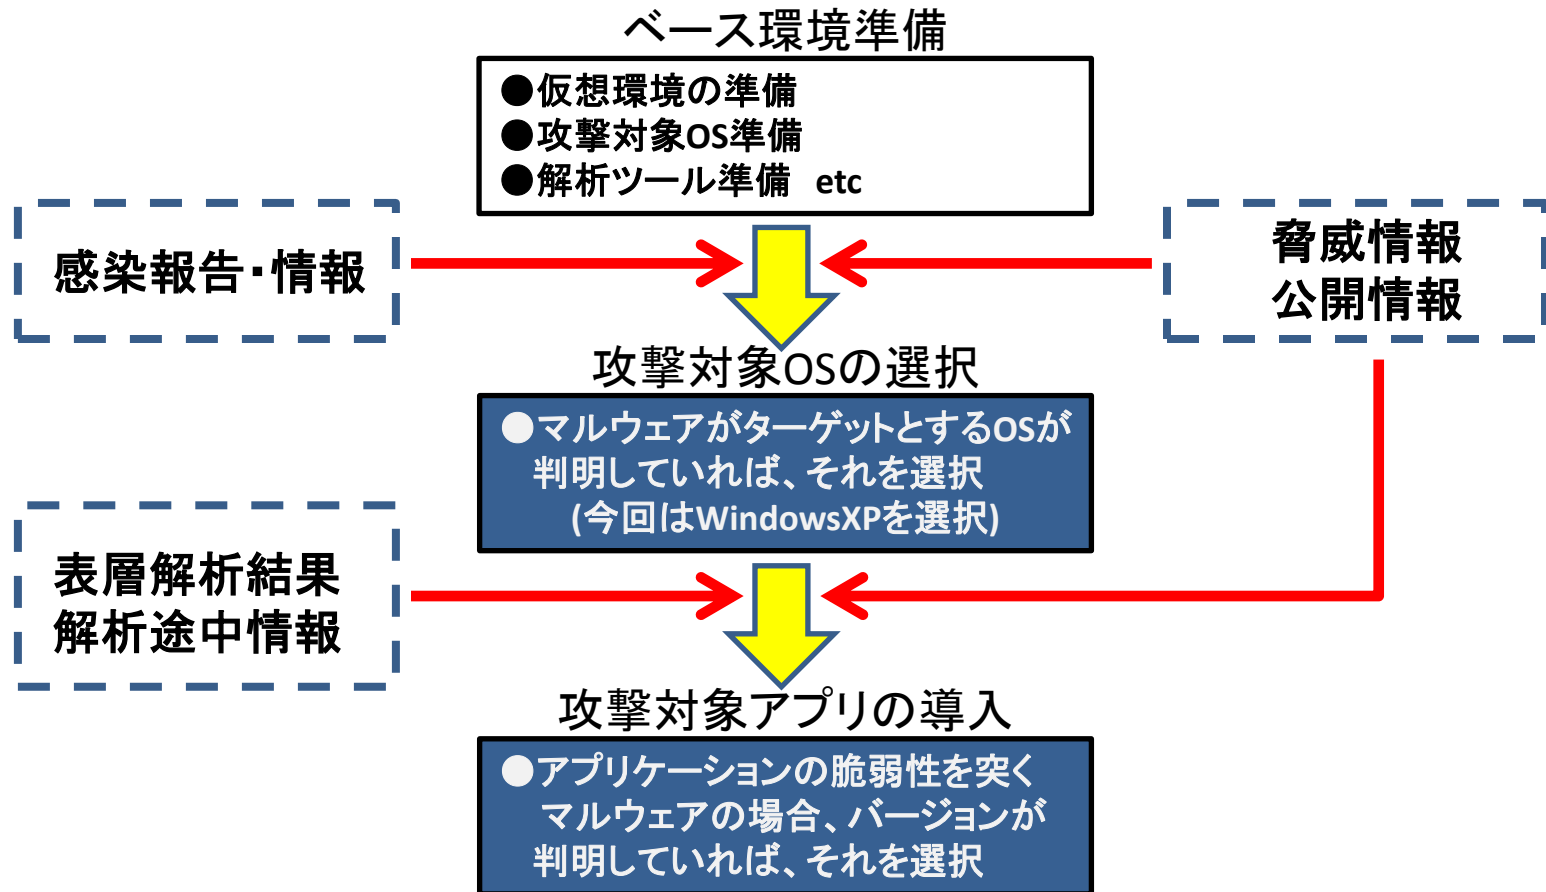 ベース環境準備
●仮想環境の準備
●攻撃対象OS準備
●解析ツール準備 etc
感染報告・情報
脅威情報
公開情報
攻撃対象OSの選択
●マルウェアがターゲットとするOSが
判明していれば、それを選択
(今回はWindowsXPを選択)
表層解析結果
解析途中情報
攻撃対象アプリの導入
●アプリケーションの脆弱性を突く
マルウェアの場合、バージョンが
判明していれば、それを選択